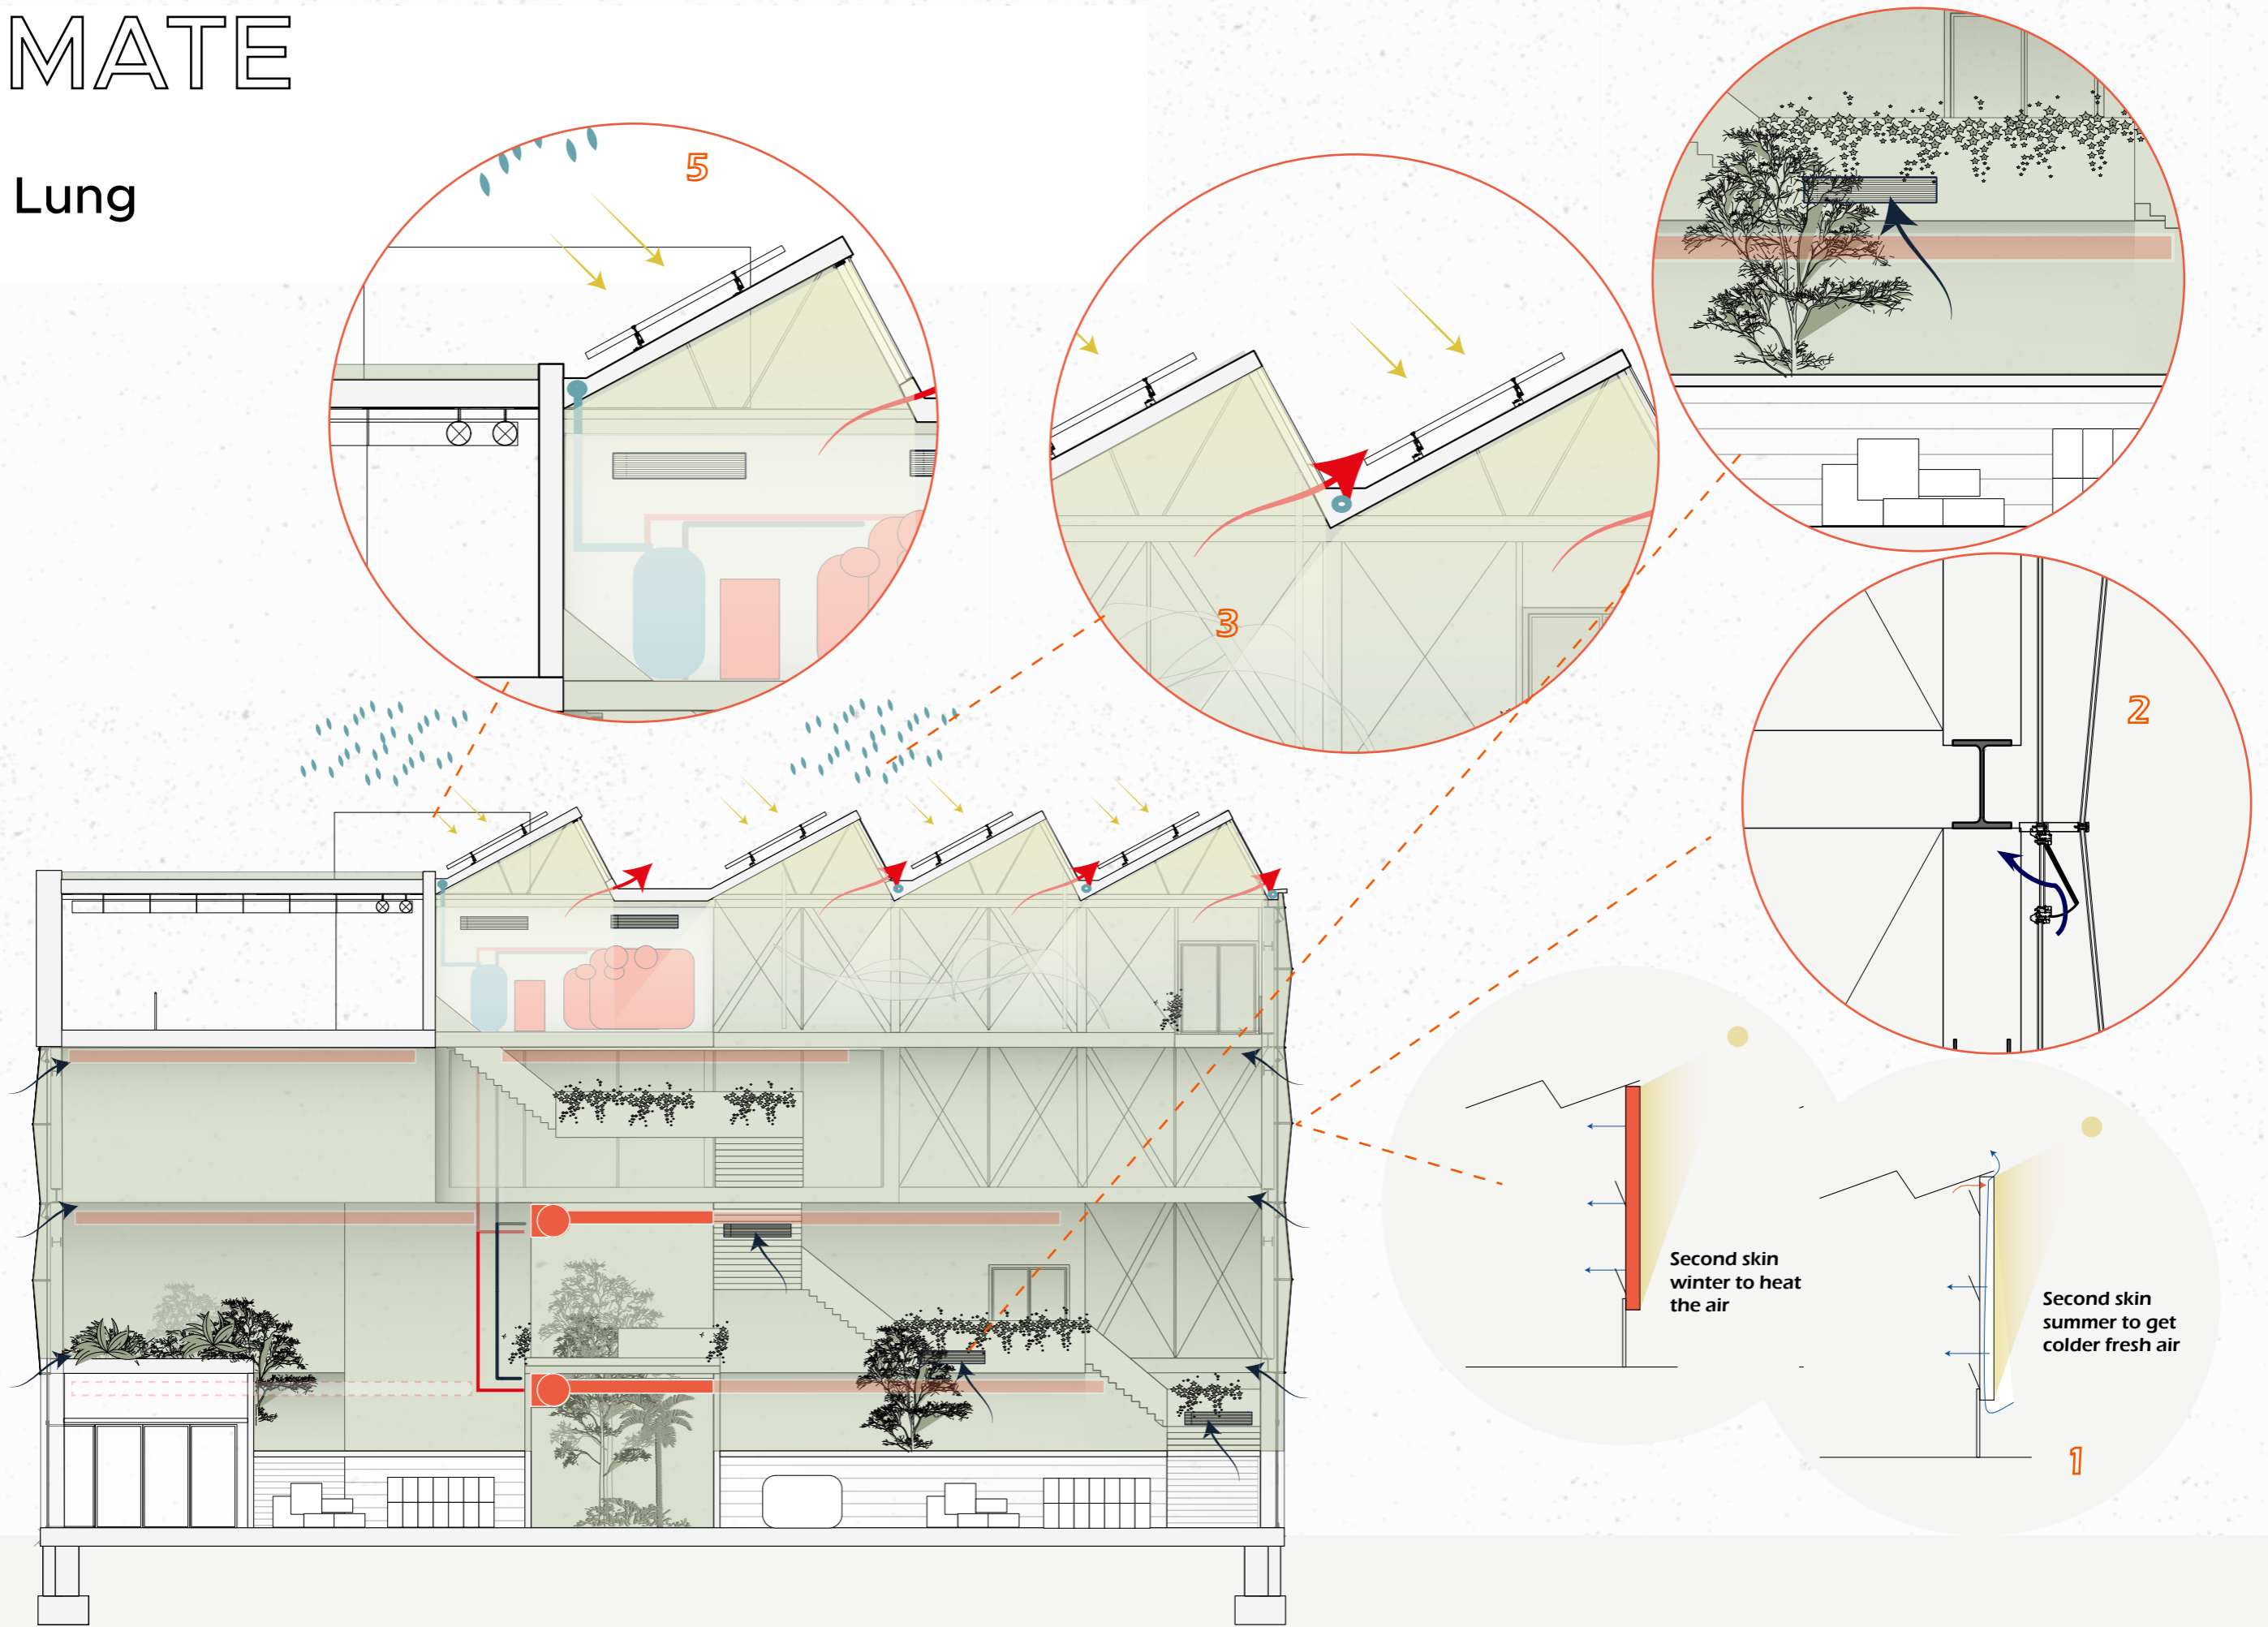 MATE
Lung
5
3
2
Second skin
winter to heat
the air
Second skin
summer to get
colder fresh air
1